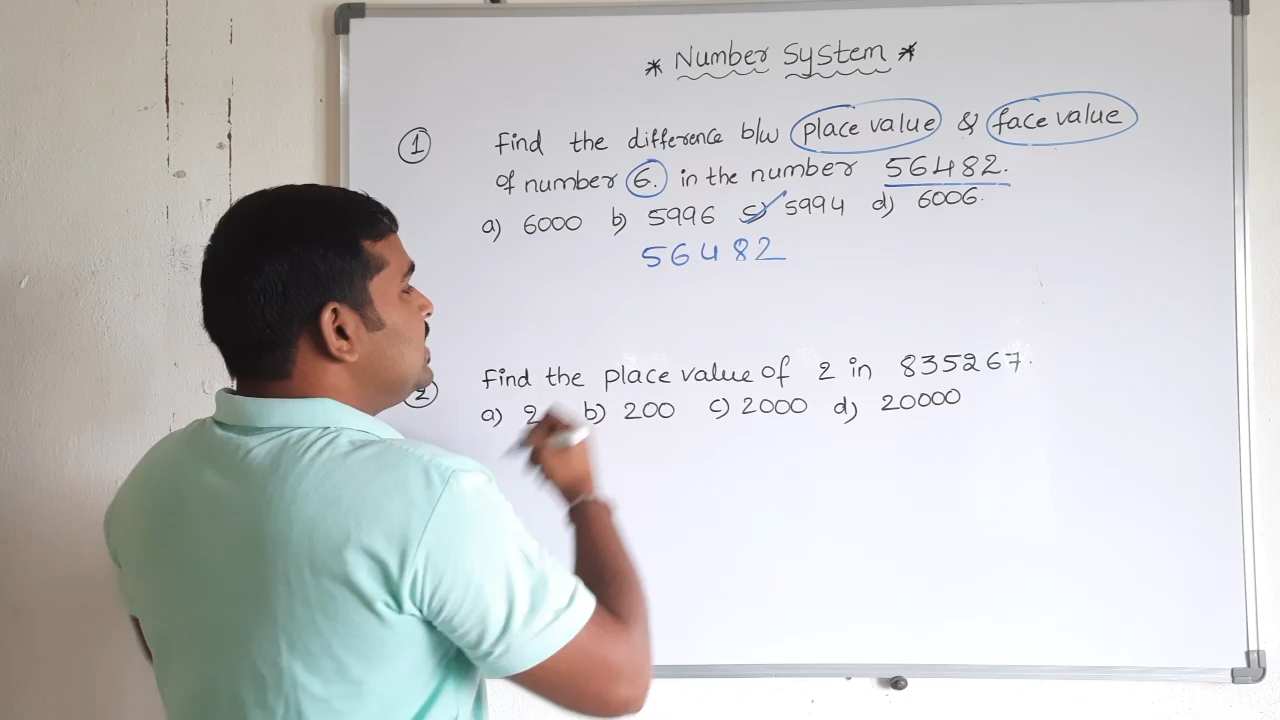 * Number System *
① Find the difference b/w place value & face value
of number 6. in the number 56482.
a) 6000 b) 5996 c) 5994 d) 6006.
56482
② Find the place value of 2 in 835267.
a) 2 b) 200 c) 2000 d) 20000